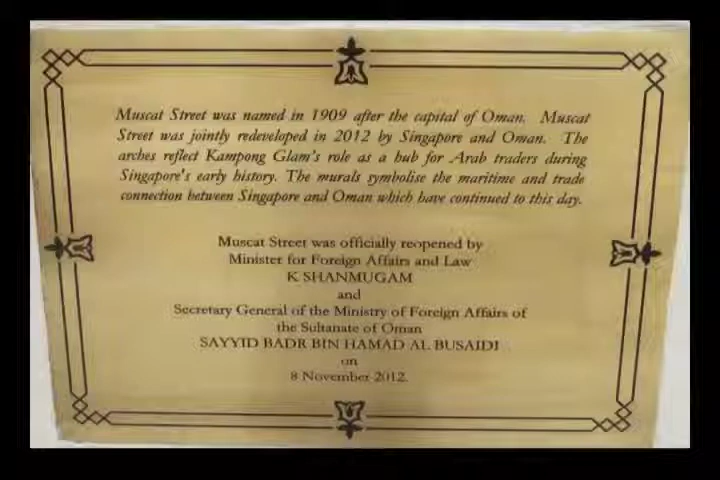 Muscat Street was named in 1909 after the capital of Oman. Muscat
Street was jointly redeveloped in 2012 by Singapore and Oman. The
arches reflect Kampong Glam's role as a hub for Arab traders during
Singapore's early history. The murals symbolise the maritime and trade
connection between Singapore and Oman which have continued to this day.
Muscat Street was officially reopened by
Minister for Foreign Affairs and Law
K SHANMUGAM
and
Secretary General of the Ministry of Foreign Affairs of
the Sultanate of Oman
SAYYID BADR BIN HAMAD AL BUSAIDI
on
8 November 2012.